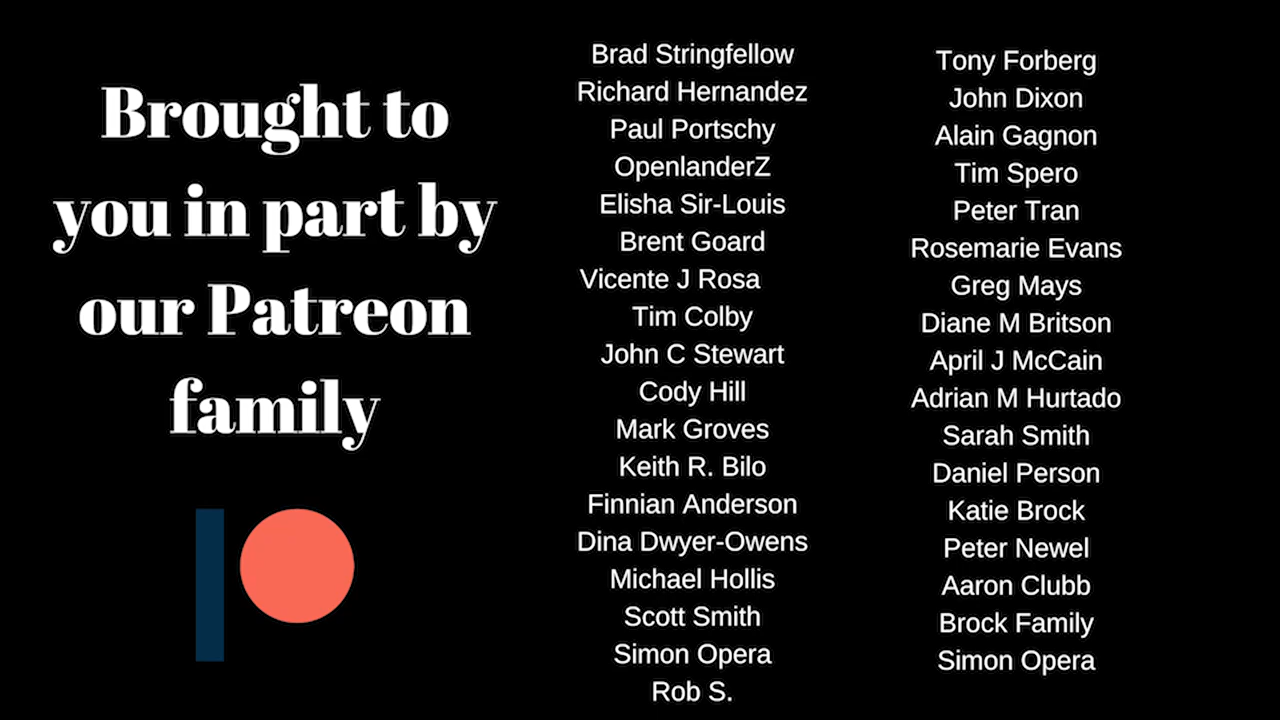 Brought to
you in part by
our Patreon
family
Brad Stringfellow
Richard Hernandez
Paul Portschy
OpenlanderZ
Elisha Sir-Louis
Brent Goard
Vicente J Rosa
Tim Colby
John C Stewart
Cody Hill
Mark Groves
Keith R. Bilo
Finnian Anderson
Dina Dwyer-Owens
Michael Hollis
Scott Smith
Simon Opera
Rob S.
Tony Forberg
John Dixon
Alain Gagnon
Tim Spero
Peter Tran
Rosemarie Evans
Greg Mays
Diane M Britson
April J McCain
Adrian M Hurtado
Sarah Smith
Daniel Person
Katie Brock
Peter Newel
Aaron Clubb
Brock Family
Simon Opera